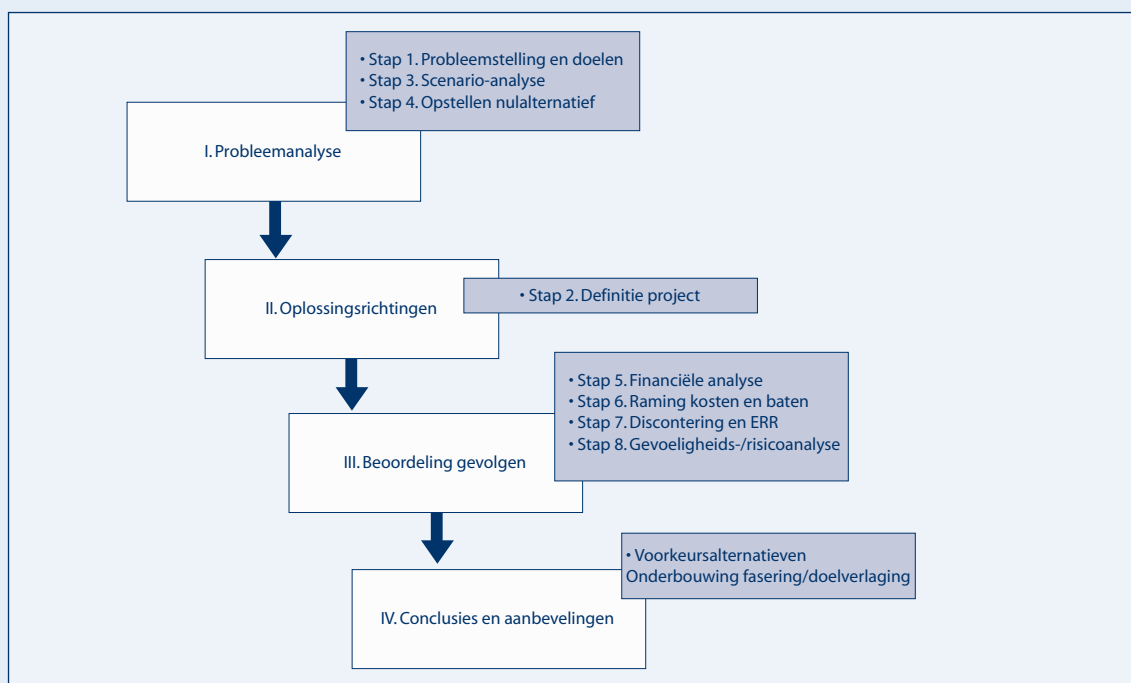 • Stap 1. Probleemstelling en doelen
• Stap 3. Scenario-analyse
• Stap 4. Opstellen nulalternatief
I. Probleemanalyse
II. Oplossingsrichtingen
• Stap 2. Definitie project
• Stap 5. Financiële analyse
• Stap 6. Raming kosten en baten
• Stap 7. Discontering en ERR
• Stap 8. Gevoeligheids-/risicoanalyse
III. Beoordeling gevolgen
• Voorkeursalternatieven
Onderbouwing fasering/doelverlaging
IV. Conclusies en aanbevelingen